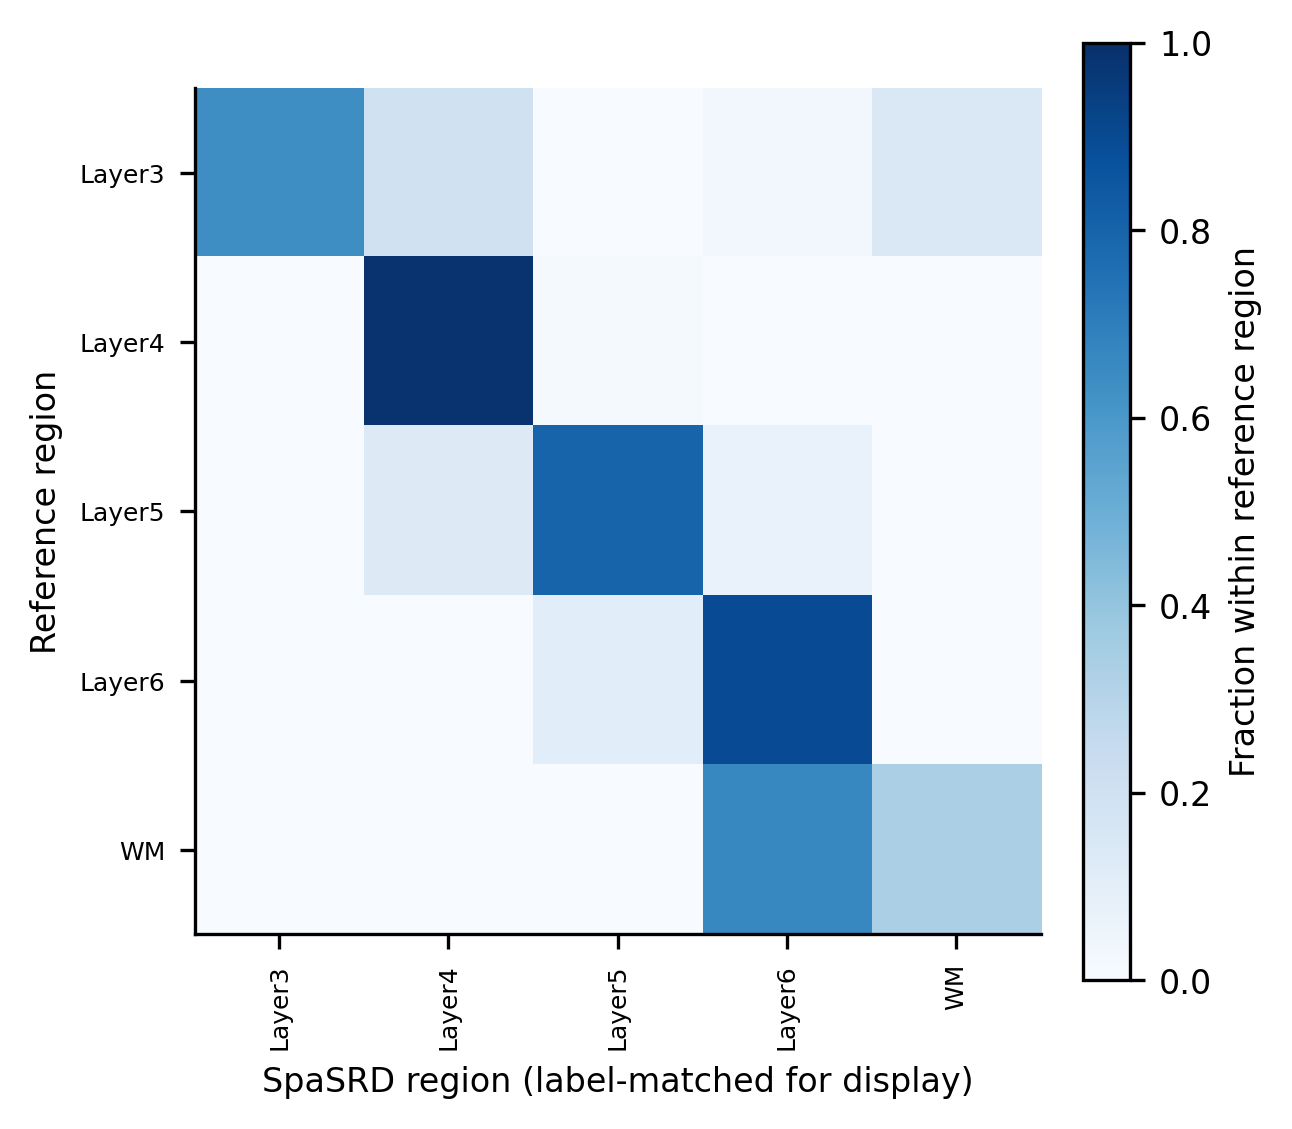 Reference region
Layer3
Layer4
Layer5
Layer6
WM
Layer3
Layer4
Layer5
Layer6
WM
SpaSRD region (label-matched for display)
1.0
0.8
0.6
0.4
0.2
0.0
Fraction within reference region